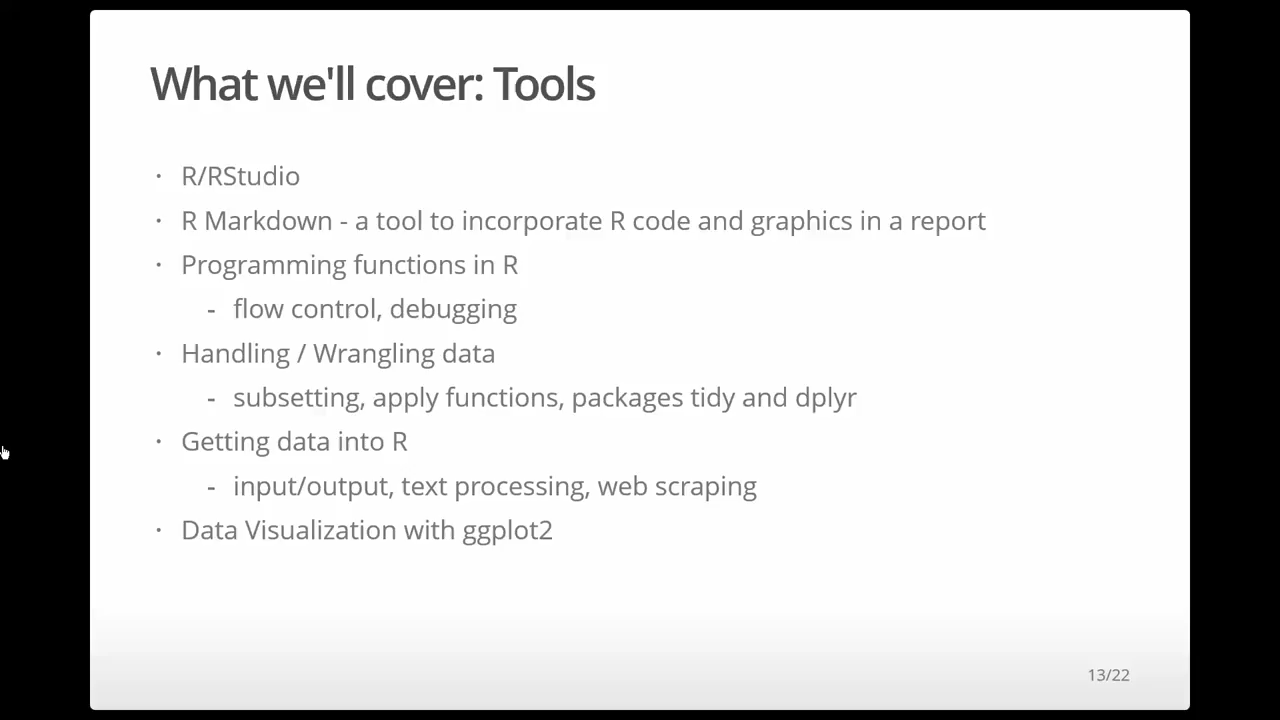 What we'll cover: Tools
· R/RStudio
· R Markdown - a tool to incorporate R code and graphics in a report
· Programming functions in R
- flow control, debugging
· Handling / Wrangling data
- subsetting, apply functions, packages tidy and dplyr
· Getting data into R
- input/output, text processing, web scraping
· Data Visualization with ggplot2
13/22